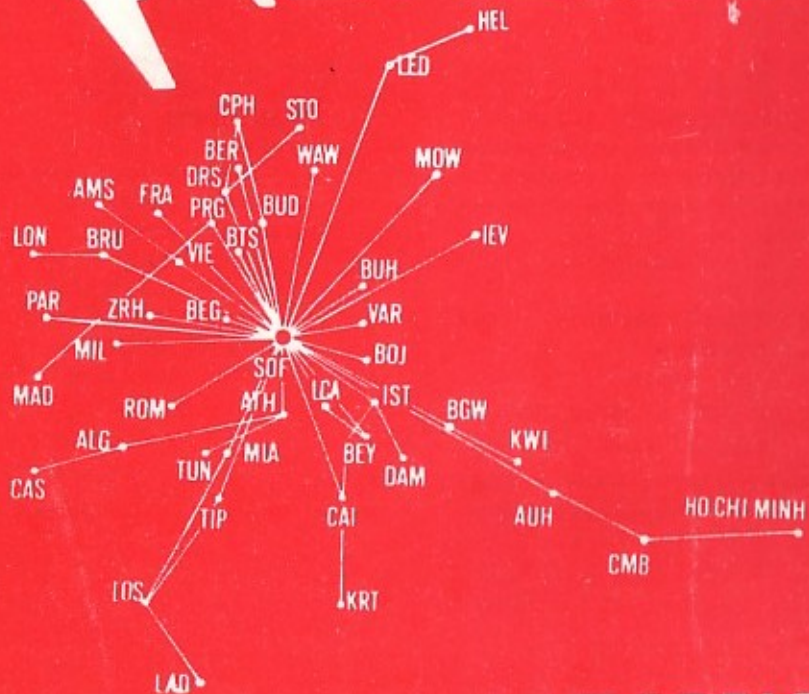 HEL
LED
CPH
STO
BER
WAW
MOW
DRS
AMS
FRA
PRG
BUD
LON
BRU
BTS
IEV
VIE
BUH
PAR
ZRH
BEG
VAR
MIL
BOJ
SOF
MAD
ROM
ATH
LCA
IST
BGW
ALG
KWI
TUN
MLA
BEY
DAM
CAS
TIP
CAI
AUH
HO CHI MINH
CMB
LOS
KRT
LAD